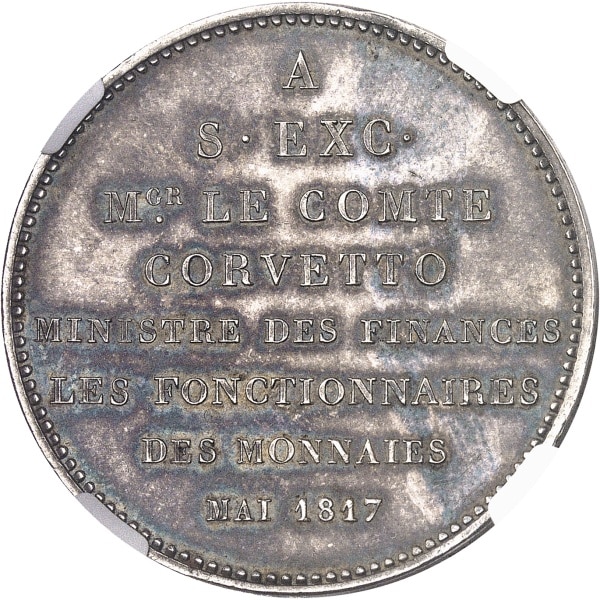 A
S · EXC ·
MGR. LE COMTE
CORVETTO
MINISTRE DES FINANCES
LES FONCTIONNAIRES
DES MONNAIES
MAI 1817